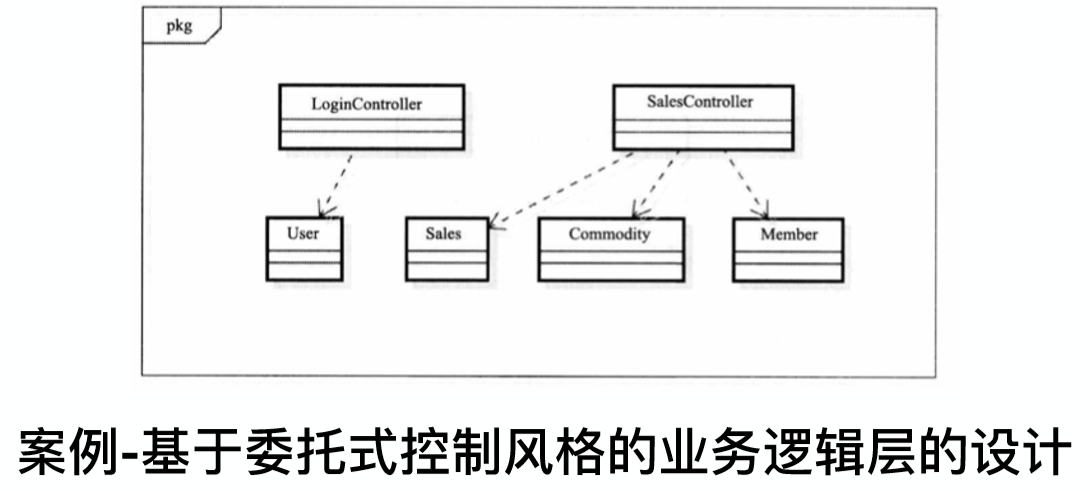 pkg
LoginController
SalesController
User
Sales
Commodity
Member
案例-基于委托式控制风格的业务逻辑层的设计